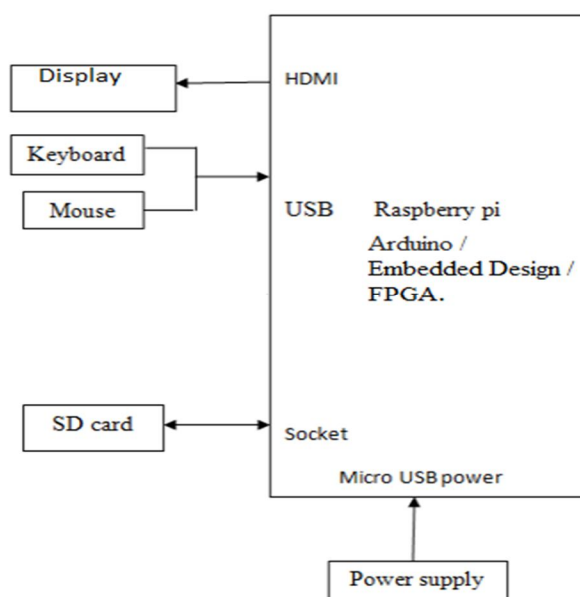 Display
HDMI
Keyboard
Mouse
USB Raspberry pi
Arduino /
Embedded Design /
FPGA.
SD card
Socket
Micro USB power
Power supply